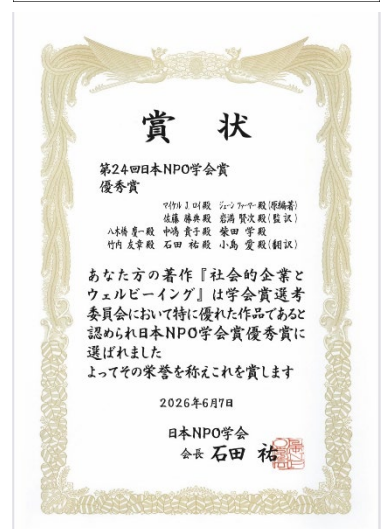 賞 状
第24回日本NPO学会賞
優秀賞
マイケル J. ロイ殿 ジェーン ファーマー殿(原編著)
佐藤 勝典殿 岩満 賢次殿(監訳)
八木橋 慶一殿 中嶋 貴子殿 柴田 学殿
竹内 友章殿 石田 祐殿 小島 愛殿(翻訳)
あなた方の著作『社会的企業と
ウェルビーイング』は学会賞選考
委員会において特に優れた作品であると
認められ日本NPO学会賞優秀賞に
選ばれました
よってその栄誉を称えこれを賞します
2026年6月7日
日本NPO学会
会長 石田 祐